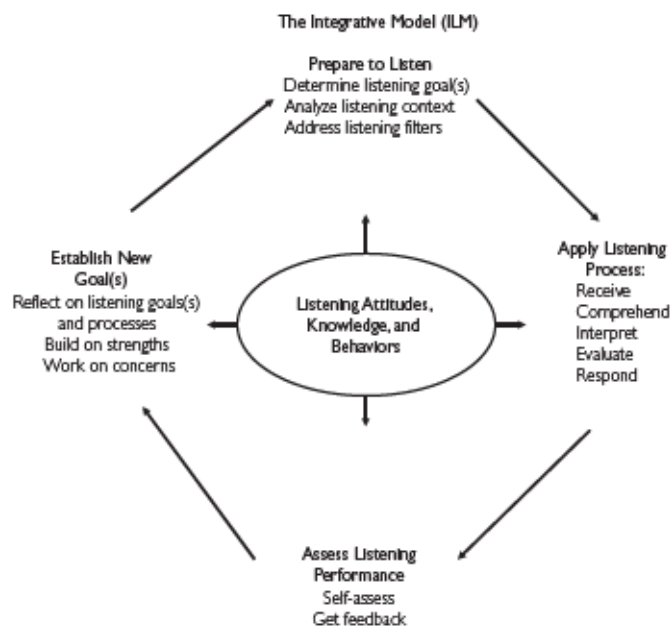 The Integrative Model (ILM)
Prepare to Listen
Determine listening goal(s)
Analyze listening context
Address listening filters
Apply Listening
Process:
Receive
Comprehend
Interpret
Evaluate
Respond
Assess Listening
Performance
Self-assess
Get feedback
Establish New
Goal(s)
Reflect on listening goals(s)
and processes
Build on strengths
Work on concerns
Listening Attitudes,
Knowledge, and
Behaviors